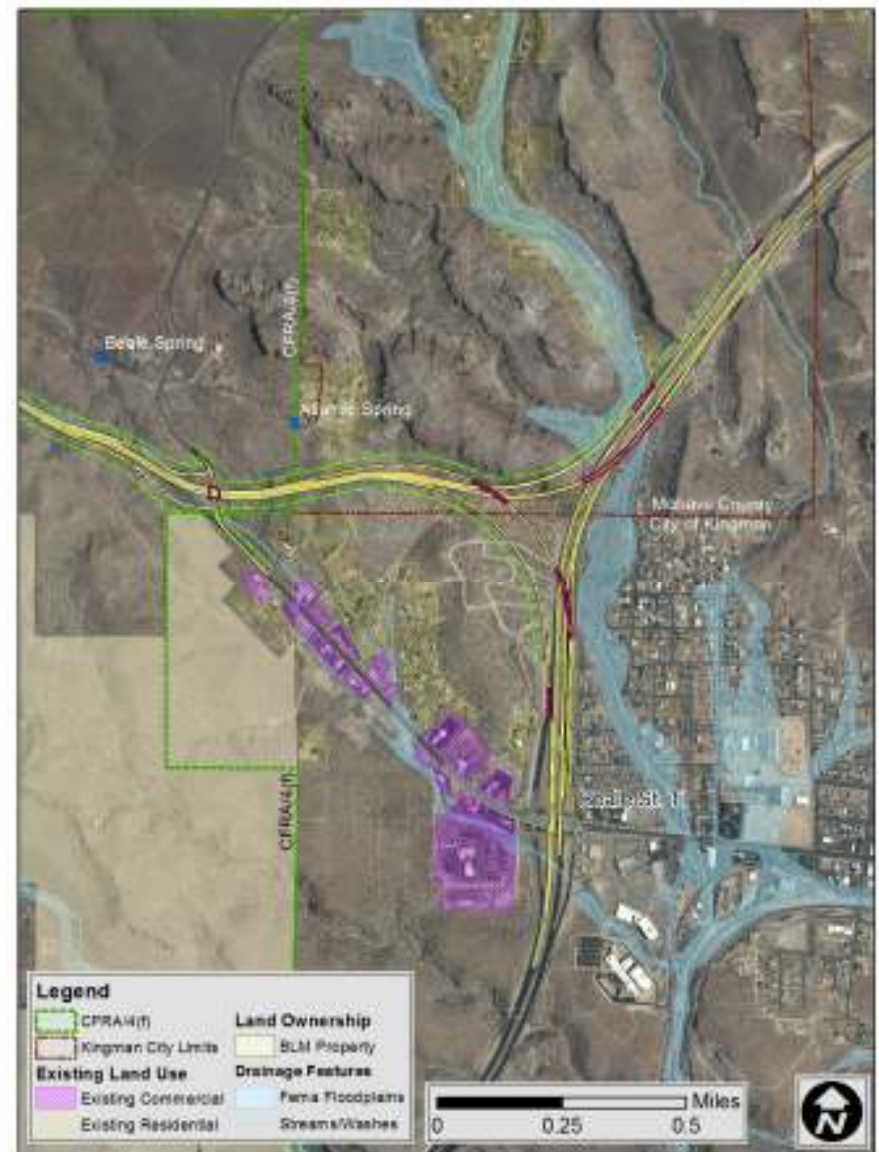 CFRA/4(f)
Beale Spring
Atlantic Spring
D
Mohave County
City of Kingman
CFRA/4(f)
Legend
CFRA/4(f)
Kingman City Limits
Existing Land Use
Existing Commercial
Existing Residential
Land Ownership
BLM Property
Drainage Features
Fema Floodplains
Streams/Washes
Miles
0 0.25 0.5
N